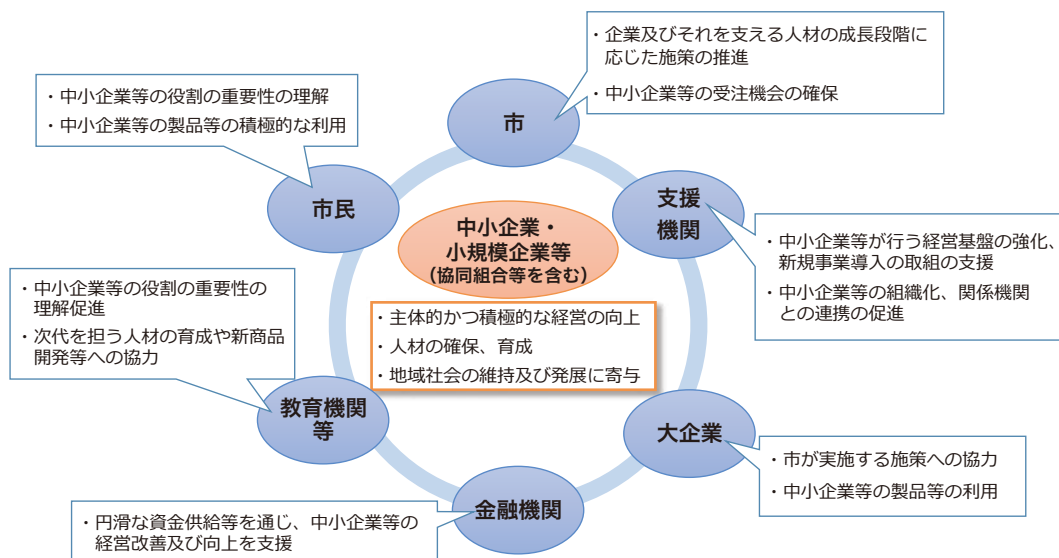 ・企業及びそれを支える人材の成長段階に
応じた施策の推進
・中小企業等の受注機会の確保
市
・中小企業等の役割の重要性の理解
・中小企業等の製品等の積極的な利用
市民
支援
機関
・中小企業等が行う経営基盤の強化、
新規事業導入の取組の支援
・中小企業等の組織化、関係機関
との連携の促進
中小企業・
小規模企業等
（協同組合等を含む）
・主体的かつ積極的な経営の向上
・人材の確保、育成
・地域社会の維持及び発展に寄与
・中小企業等の役割の重要性の
理解促進
・次代を担う人材の育成や新商品
開発等への協力
教育機関
等
大企業
・市が実施する施策への協力
・中小企業等の製品等の利用
金融機関
・円滑な資金供給等を通じ、中小企業等の
経営改善及び向上を支援